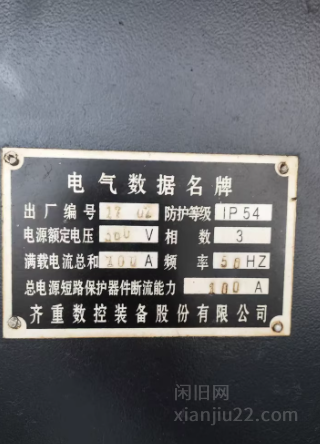 电气数据名牌
出厂编号 17 02 防护等级 IP54
电源额定电压 380 V 相数 3
满载电流总和 200 A 频率 50 HZ
总电源短路保护器件断流能力 100 A
齐重数控装备股份有限公司
闲旧网
xianjiu22.com